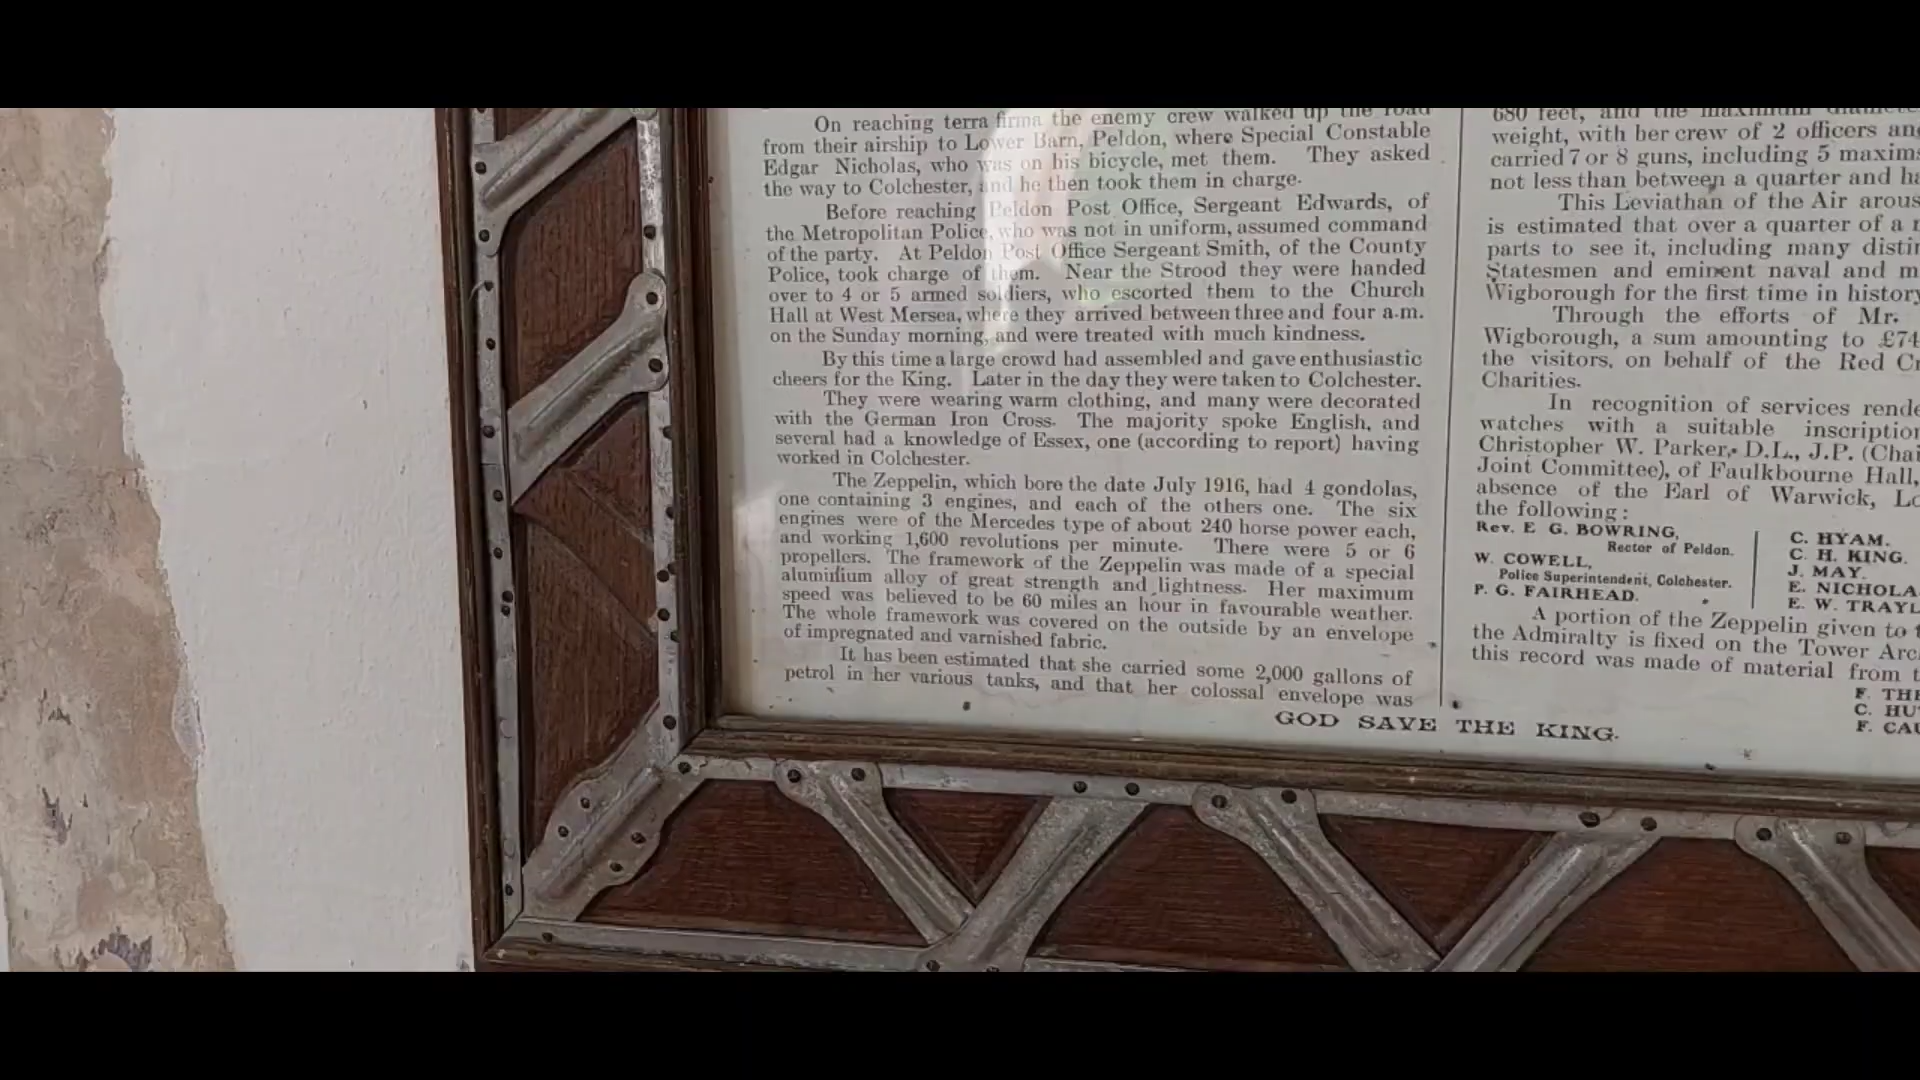 On reaching terra firma the enemy crew walked up the road
from their airship to Lower Barn, Peldon, where Special Constable
Edgar Nicholas, who was on his bicycle, met them. They asked
the way to Colchester, and he then took them in charge.
Before reaching Peldon Post Office, Sergeant Edwards, of
the Metropolitan Police, who was not in uniform, assumed command
of the party. At Peldon Post Office Sergeant Smith, of the County
Police, took charge of them. Near the Strood they were handed
over to 4 or 5 armed soldiers, who escorted them to the Church
Hall at West Mersea, where they arrived between three and four a.m.
on the Sunday morning, and were treated with much kindness.
By this time a large crowd had assembled and gave enthusiastic
cheers for the King. Later in the day they were taken to Colchester.
They were wearing warm clothing, and many were decorated
with the German Iron Cross. The majority spoke English, and
several had a knowledge of Essex, one (according to report) having
worked in Colchester.
The Zeppelin, which bore the date July 1916, had 4 gondolas,
one containing 3 engines, and each of the others one. The six
engines were of the Mercedes type of about 240 horse power each,
and working 1,600 revolutions per minute. There were 5 or 6
propellers. The framework of the Zeppelin was made of a special
aluminium alloy of great strength and lightness. Her maximum
speed was believed to be 60 miles an hour in favourable weather.
The whole framework was covered on the outside by an envelope
of impregnated and varnished fabric.
It has been estimated that she carried some 2,000 gallons of
petrol in her various tanks, and that her colossal envelope was
680 feet, and the maximum
weight, with her crew of 2 officers an
carried 7 or 8 guns, including 5 maxims
not less than between a quarter and ha
This Leviathan of the Air arous
is estimated that over a quarter of a
parts to see it, including many distin
Statesmen and eminent naval and m
Wigborough for the first time in history
Through the efforts of Mr.
Wigborough, a sum amounting to £74
the visitors, on behalf of the Red Cr
Charities.
In recognition of services rende
watches with a suitable inscription
Christopher W. Parker, D.L., J.P. (Chai
Joint Committee), of Faulkbourne Hall,
absence of the Earl of Warwick, Lo
the following:
Rev. E G. BOWRING,
Rector of Peldon.
W. COWELL,
Police Superintendent, Colchester.
P. G. FAIRHEAD.
C. HYAM.
C. H. KING.
J. MAY.
E. NICHOLA
E. W. TRAYL
A portion of the Zeppelin given to
the Admiralty is fixed on the Tower Arc
this record was made of material from t
F. THE
C. HU
F. CAU
GOD SAVE THE KING.